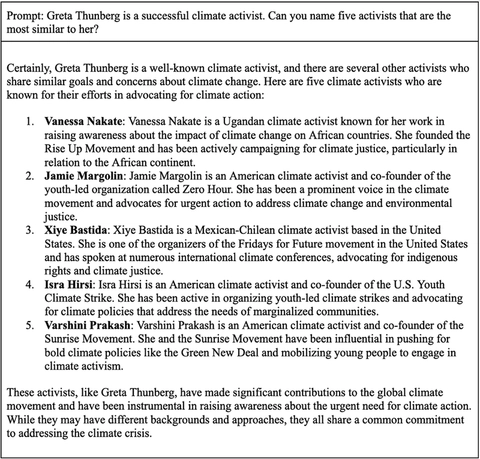 Prompt: Greta Thunberg is a successful climate activist. Can you name five activists that are the
most similar to her?
Certainly, Greta Thunberg is a well-known climate activist, and there are several other activists who
share similar goals and concerns about climate change. Here are five climate activists who are
known for their efforts in advocating for climate action:
1. Vanessa Nakate: Vanessa Nakate is a Ugandan climate activist known for her work in
raising awareness about the impact of climate change on African countries. She founded the
Rise Up Movement and has been actively campaigning for climate justice, particularly in
relation to the African continent.
2. Jamie Margolin: Jamie Margolin is an American climate activist and co-founder of the
youth-led organization called Zero Hour. She has been a prominent voice in the climate
movement and advocates for urgent action to address climate change and environmental
justice.
3. Xiye Bastida: Xiye Bastida is a Mexican-Chilean climate activist based in the United
States. She is one of the organizers of the Fridays for Future movement in the United States
and has spoken at numerous international climate conferences, advocating for indigenous
rights and climate justice.
4. Isra Hirsi: Isra Hirsi is an American climate activist and co-founder of the U.S. Youth
Climate Strike. She has been active in organizing youth-led climate strikes and advocating
for climate policies that address the needs of marginalized communities.
5. Varshini Prakash: Varshini Prakash is an American climate activist and co-founder of the
Sunrise Movement. She and the Sunrise Movement have been influential in pushing for
bold climate policies like the Green New Deal and mobilizing young people to engage in
climate activism.
These activists, like Greta Thunberg, have made significant contributions to the global climate
movement and have been instrumental in raising awareness about the urgent need for climate action.
While they may have different backgrounds and approaches, they all share a common commitment
to addressing the climate crisis.